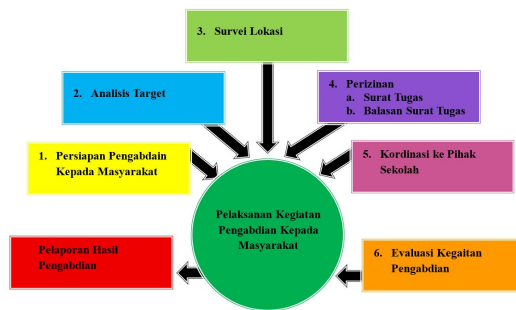 3. Survei Lokasi
2. Analisis Target
4. Perizinan
a. Surat Tugas
b. Balasan Surat Tugas
1. Persiapan Pengabdain
Kepada Masyarakat
5. Kordinasi ke Pihak
Sekolah
Pelaksanan Kegiatan
Pengabdian Kepada
Masyarakat
Pelaporan Hasil
Pengabdian
6. Evaluasi Kegaitan
Pengabdian